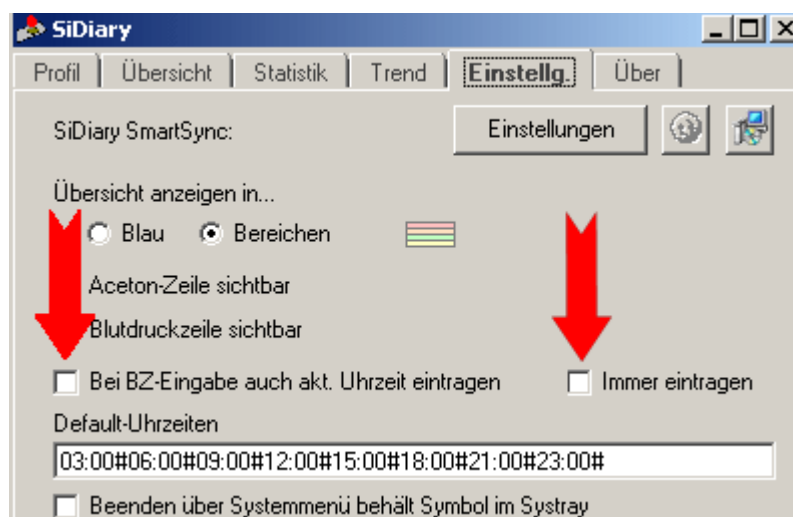 SiDiary
Profil Übersicht Statistik Trend Einstellg. Über
SiDiary SmartSync: Einstellungen
Übersicht anzeigen in...
Blau Bereichen
Aceton-Zeile sichtbar
Blutdruckzeile sichtbar
Bei BZ-Eingabe auch akt. Uhrzeit eintragen Immer eintragen
Default-Uhrzeiten
03:00#06:00#09:00#12:00#15:00#18:00#21:00#23:00#
Beenden über Systemmenü behält Symbol im Systray